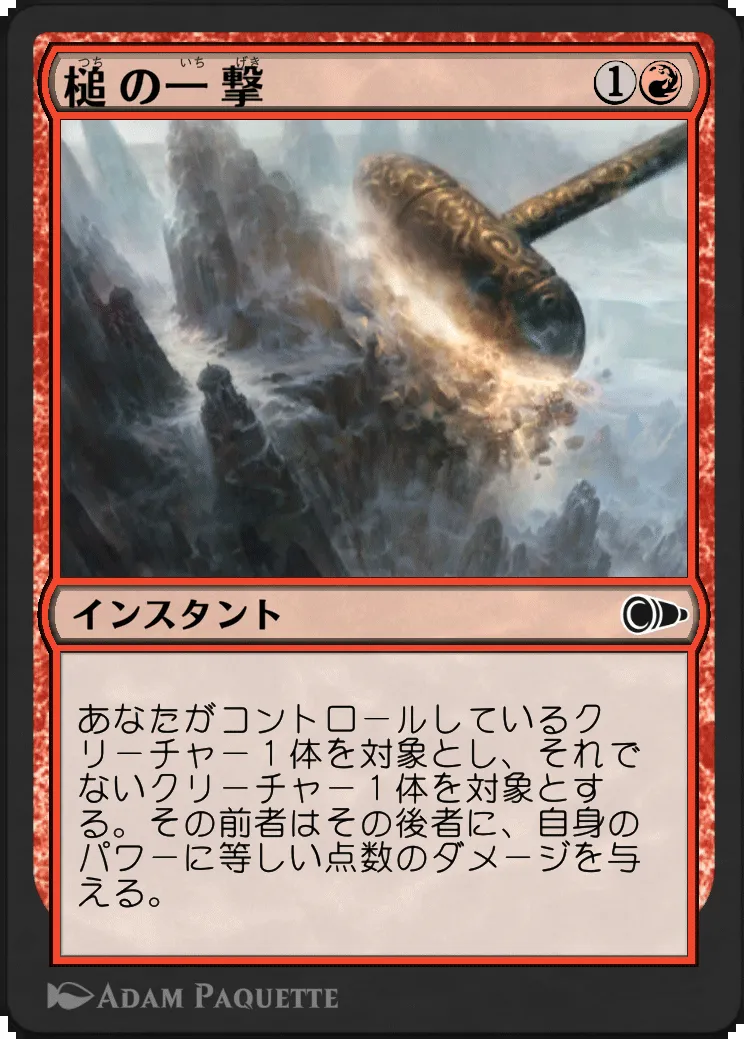 つち いち げき
槌の一撃
1
インスタント
あなたがコントロールしているク
リーチャー１体を対象とし、それで
ないクリーチャー１体を対象とす
る。その前者はその後者に、自身の
パワーに等しい点数のダメージを与
える。
ADAM PAQUETTE